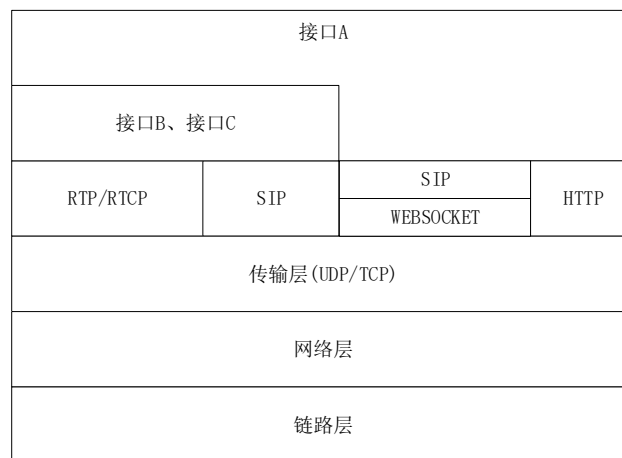 接口A
接口B、接口C
RTP/RTCP
SIP
SIP
WEBSOCKET
HTTP
传输层(UDP/TCP)
网络层
链路层